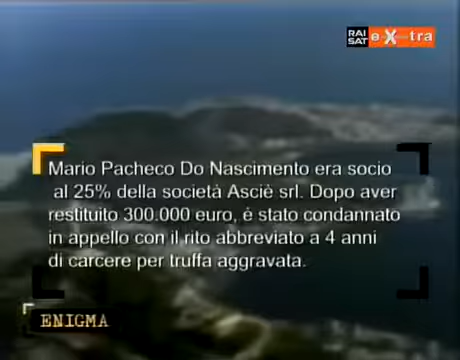 RAI
SAT
e-X-tra
Mario Pacheco Do Nascimento era socio
al 25% della società Asciè srl. Dopo aver
restituito 300.000 euro, è stato condannato
in appello con il rito abbreviato a 4 anni
di carcere per truffa aggravata.
ENIGMA